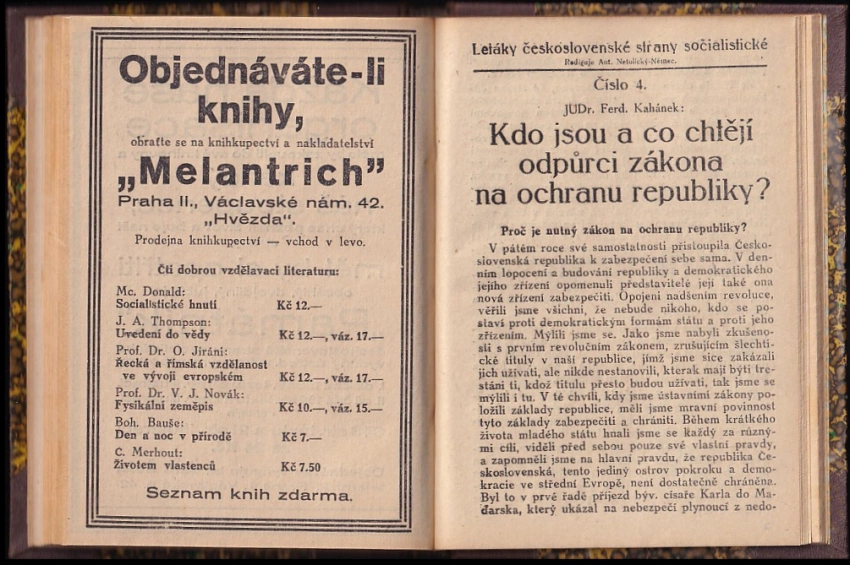 Objednáváte-li
knihy,
obraťte se na knihkupectví a nakladatelství
„Melantrich”
Praha II., Václavské nám. 42.
„Hvězda“.
Prodejna knihkupectví — vchod v levo.
Čti dobrou vzdělávací literaturu:
Mc. Donald:
Socialistické hnutí Kč 12.—
J. A. Thompson:
Uvedení do vědy Kč 12.—, váz. 17.—
Prof. Dr. O. Jiráni:
Řecká a římská vzdělanost
ve vývoji evropském Kč 12.—, váz. 17.—
Prof. Dr. V. J. Novák:
Fysikální zeměpis Kč 10.—, váz. 15.—
Boh. Bauše:
Den a noc v přírodě Kč 7.—
C. Merhout:
Životem vlastenců Kč 7.50
Seznam knih zdarma.
Letáky československé strany socialistické
Rediguje Ant. Netolický-Němec.
Číslo 4.
JUDr. Ferd. Kahánek:
Kdo jsou a co chtějí
odpůrci zákona
na ochranu republiky?
Proč je nutný zákon na ochranu republiky?
V pátém roce své samostatnosti přistoupila Česko-
slovenská republika k zabezpečení sebe sama. V den-
ním lopocení a budování republiky a demokratického
jejího zřízení opomenuli představitelé její také ona
nová zřízení zabezpečiti. Opojeni nadšením revoluce,
věřili jsme všichni, že nebude nikoho, kdo se po-
staví proti demokratickým formám státu a proti jeho
zřízením. Mýlili jsme se. Jako jsme nabyli zkušeno-
sti s prvním revolučním zákonem, zrušujícím šlechti-
cké tituly v naší republice, jímž jsme sice zakázali
jich užívati, ale nikde nestanovili, kterak mají býti tre-
stáni ti, kdož titulu přesto budou užívati, tak jsme se
mýlili i tu. V té chvíli, kdy jsme ústavními zákony po-
ložili základy republice, měli jsme mravní povinnost
tyto základy zabezpečiti a chrániti. Během krátkého
života mladého státu hnali jsme se každý za různý-
mi cíli, viděli před sebou pouze své vlastní pravdy,
a zapomněli jsme na hlavní pravdu, že republika Če-
skoslovenská, tento jediný ostrov pokroku a demo-
kracie ve střední Evropě, není dostatečně chráněna.
Byl to v prvé řadě příjezd býv. císaře Karla do Ma-
ďarska, který ukázal na nebezpečí plynoucí z nedo-